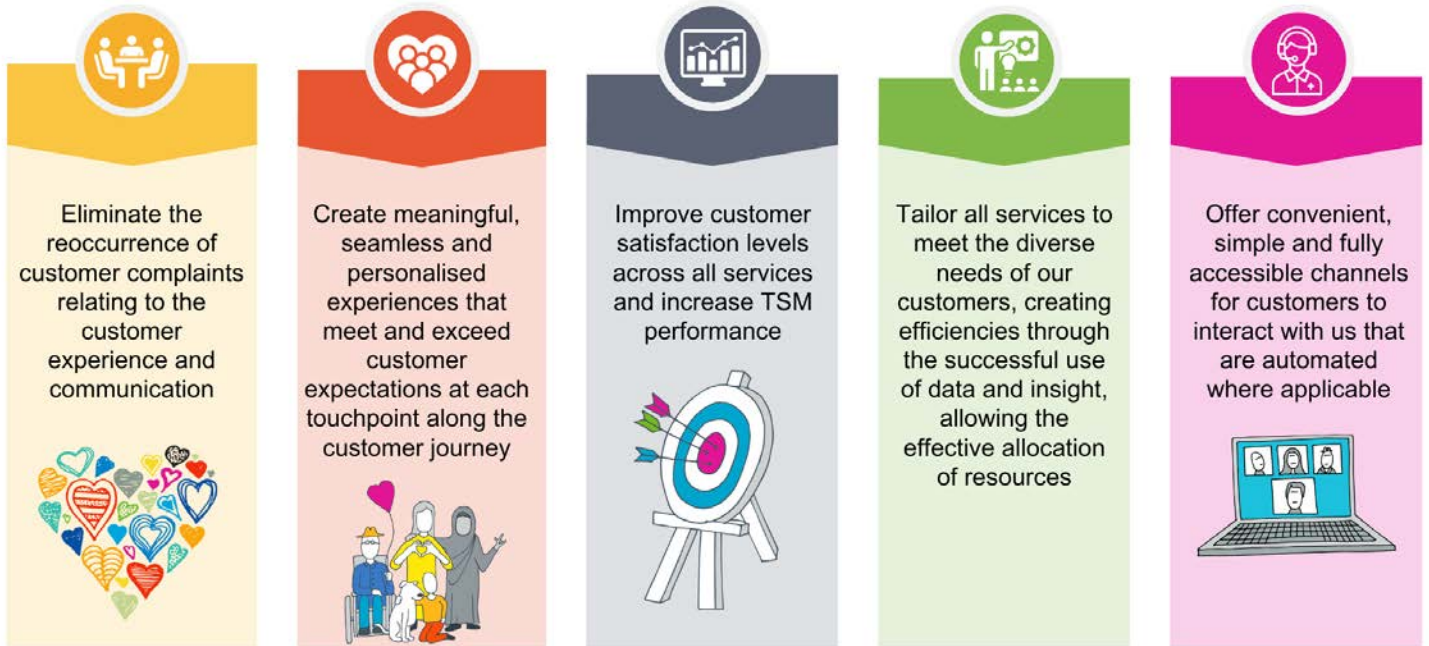 Eliminate the
reoccurrence of
customer complaints
relating to the
customer
experience and
communication
Create meaningful,
seamless and
personalised
experiences that
meet and exceed
customer
expectations at each
touchpoint along the
customer journey
Improve customer
satisfaction levels
across all services
and increase TSM
performance
Tailor all services to
meet the diverse
needs of our
customers, creating
efficiencies through
the successful use
of data and insight,
allowing the
effective allocation
of resources
Offer convenient,
simple and fully
accessible channels
for customers to
interact with us that
are automated
where applicable